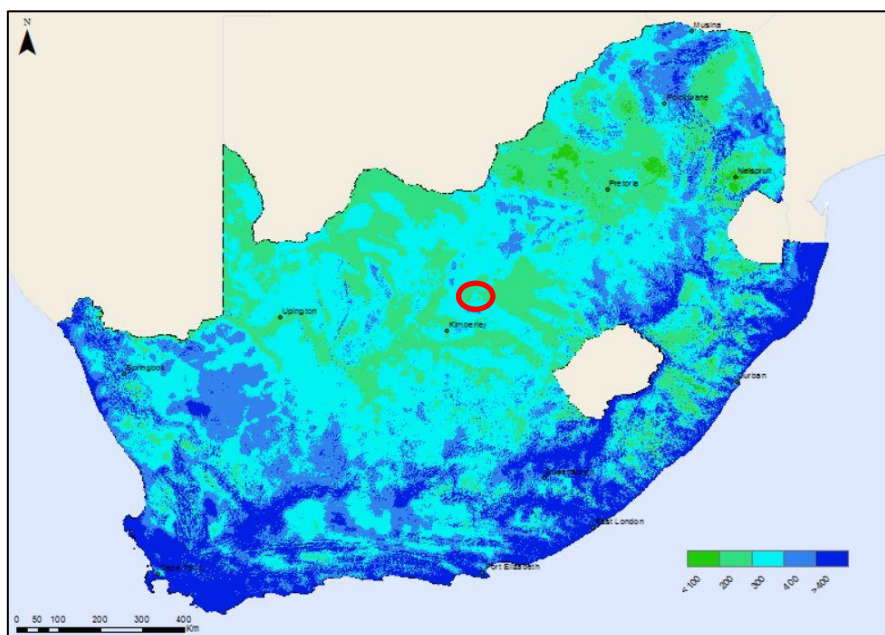 N
Musina
Polokwane
Nelspruit
Pretoria
Upington
Kimberley
Springbok
Durban
East London
Port Elizabeth
<100
200
300
400
>400
0 50 100 200 300 400
Km